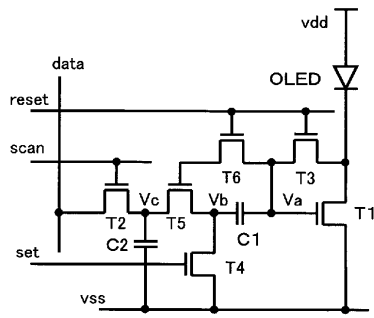 vdd
data
OLED
reset
scan
T6
T3
Vc
Vb
Va
T2
T5
C1
T1
C2
set
T4
vss